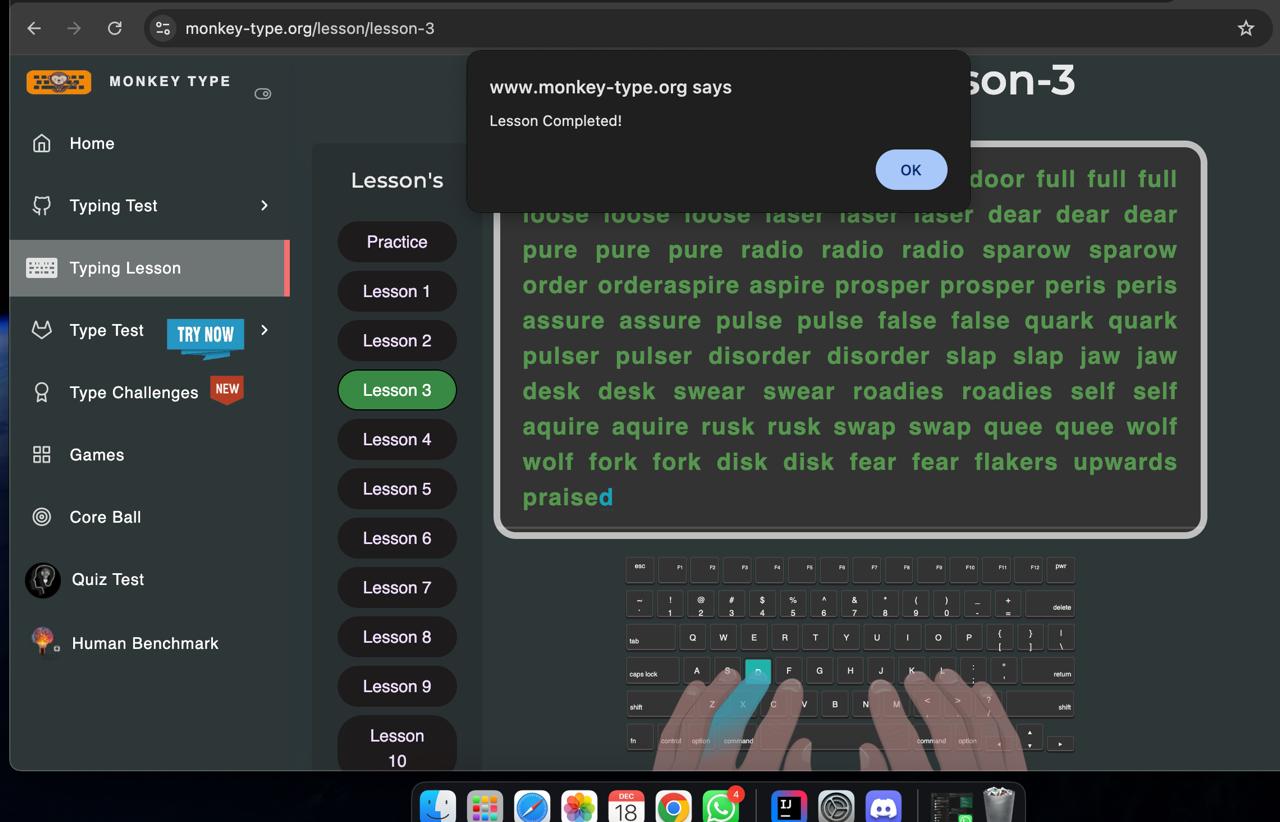 monkey-type.org/lesson/lesson-3
MONKEY TYPE
Home
Typing Test
Typing Lesson
Type Test
TRY NOW
Type Challenges
NEW
Games
Core Ball
Quiz Test
Human Benchmark
Lesson's
Practice
Lesson 1
Lesson 2
Lesson 3
Lesson 4
Lesson 5
Lesson 6
Lesson 7
Lesson 8
Lesson 9
Lesson
10
www.monkey-type.org says
Lesson Completed!
OK
son-3
door full full full
loose loose loose laser laser laser dear dear dear
pure pure pure radio radio radio sparow sparow
order orderaspire aspire prosper prosper peris peris
assure assure pulse pulse false false quark quark
pulser pulser disorder disorder slap slap jaw jaw
desk desk swear swear roadies roadies self self
aquire aquire rusk rusk swap swap quee quee wolf
wolf fork fork disk disk fear fear flakers upwards
praised
esc F1 F2 F3 F4 F5 F6 F7 F8 F9 F10 F11 F12 pwr
~ ! @ # $ % ^ & * ( ) _ +
` 1 2 3 4 5 6 7 8 9 0 - = delete
tab Q W E R T Y U I O P { } |
[ ] \
caps lock A S D F G H J K L : " return
; '
shift Z X C V B N M < > ? shift
fn control option command command option
DEC
18
4
IJ